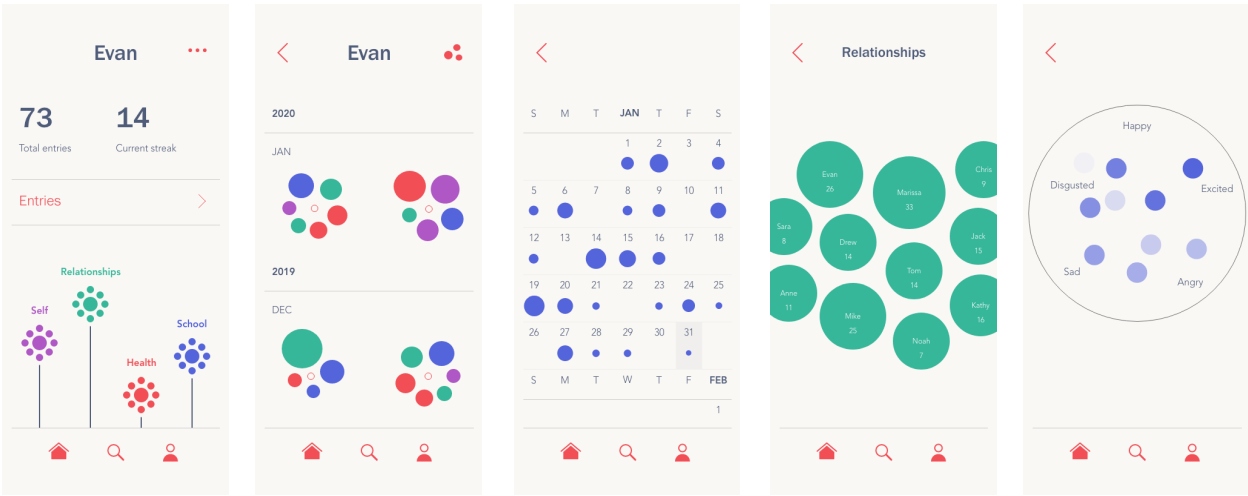 Evan
73
14
Total entries
Current streak
Entries
Relationships
Self
School
Health
Evan
2020
JAN
2019
DEC
S M T JAN T F S
1 2 3 4
5 6 7 8 9 10 11
12 13 14 15 16 17 18
19 20 21 22 23 24 25
26 27 28 29 30 31
S M T W T F FEB
1
Relationships
Evan
26
Marissa
33
Chris
9
Sara
8
Drew
14
Jack
15
Tom
14
Anne
11
Mike
25
Kathy
16
Noah
7
Happy
Disgusted
Excited
Sad
Angry